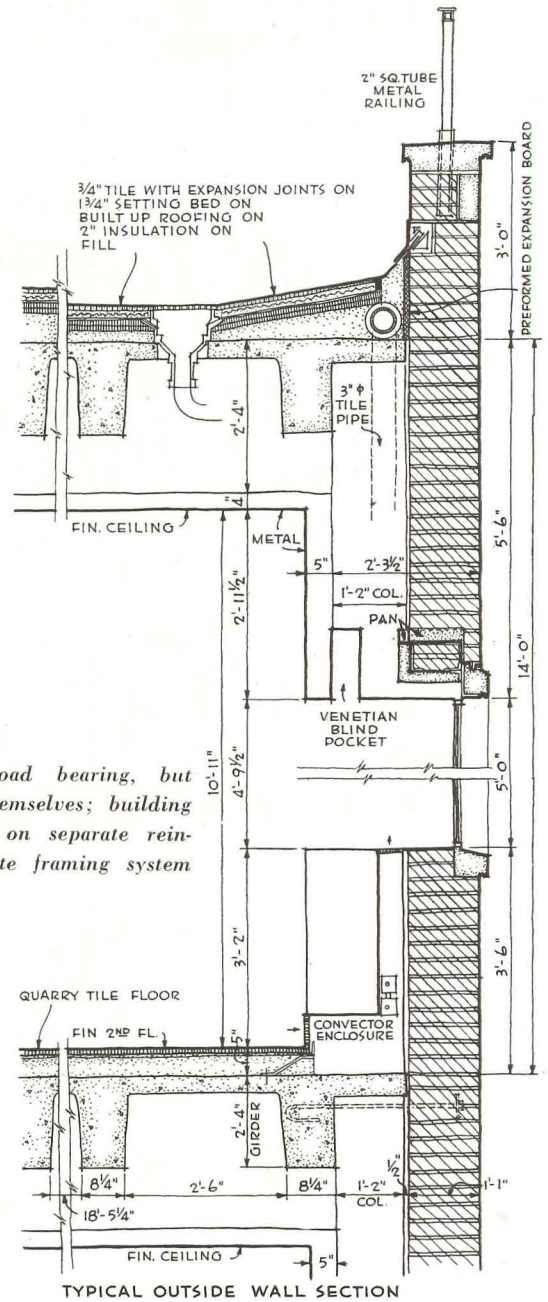 2" SQ. TUBE
METAL
RAILING
PREFORMED EXPANSION BOARD
3/4" TILE WITH EXPANSION JOINTS ON
1 3/4" SETTING BED ON
BUILT UP ROOFING ON
2" INSULATION ON
FILL
3'-0"
2'-4"
3" φ
TILE
PIPE
4"
FIN. CEILING
METAL
5"
2'-3 1/2"
1'-2" COL.
5'-6"
2'-11 1/2"
PAN
14'-0"
VENETIAN
BLIND
POCKET
10'-11"
4'-9 1/2"
5'-0"
oad bearing, but
emselves; building
on separate rein-
te framing system
3'-2"
3'-6"
QUARRY TILE FLOOR
FIN 2ND FL.
CONVECTOR
ENCLOSURE
5"
2'-4"
GIRDER
8 1/4"
2'-6"
8 1/4"
1'-2"
COL.
1/2"
1'-1"
18'-5 1/4"
FIN. CEILING
5"
TYPICAL OUTSIDE WALL SECTION